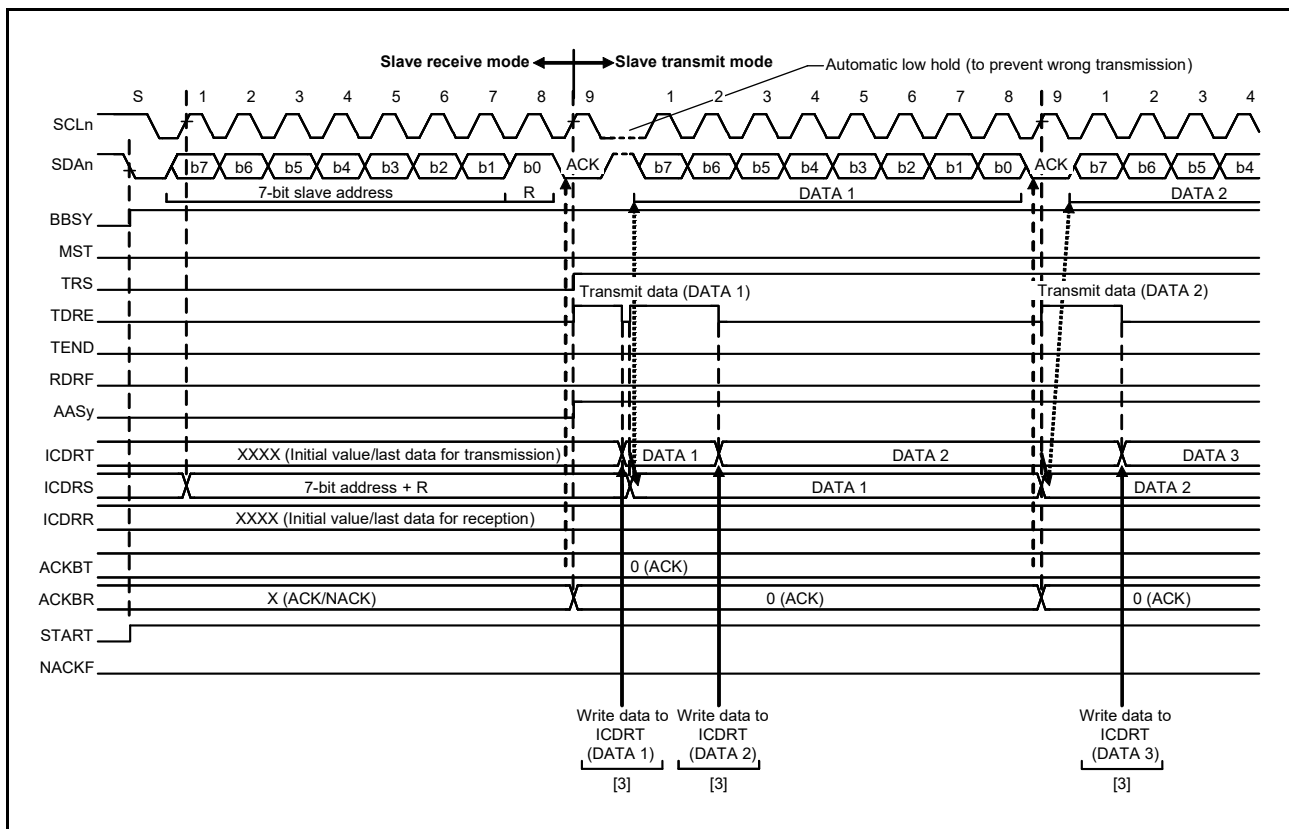 Slave receive mode Slave transmit mode
Automatic low hold (to prevent wrong transmission)
S 1 2 3 4 5 6 7 8 9 1 2 3 4 5 6 7 8 9 1 2 3 4
SCLn
SDAn b7 b6 b5 b4 b3 b2 b1 b0 ACK b7 b6 b5 b4 b3 b2 b1 b0 ACK b7 b6 b5 b4
7-bit slave address R DATA 1 DATA 2
BBSY
MST
TRS
Transmit data (DATA 1) Transmit data (DATA 2)
TDRE
TEND
RDRF
AASy
ICDRT XXXX (Initial value/last data for transmission) DATA 1 DATA 2 DATA 3
ICDRS 7-bit address + R DATA 1 DATA 2
ICDRR XXXX (Initial value/last data for reception)
ACKBT 0 (ACK)
ACKBR X (ACK/NACK) 0 (ACK) 0 (ACK)
START
NACKF
Write data to Write data to Write data to
ICDRT ICDRT ICDRT
(DATA 1) (DATA 2) (DATA 3)
[3] [3] [3]